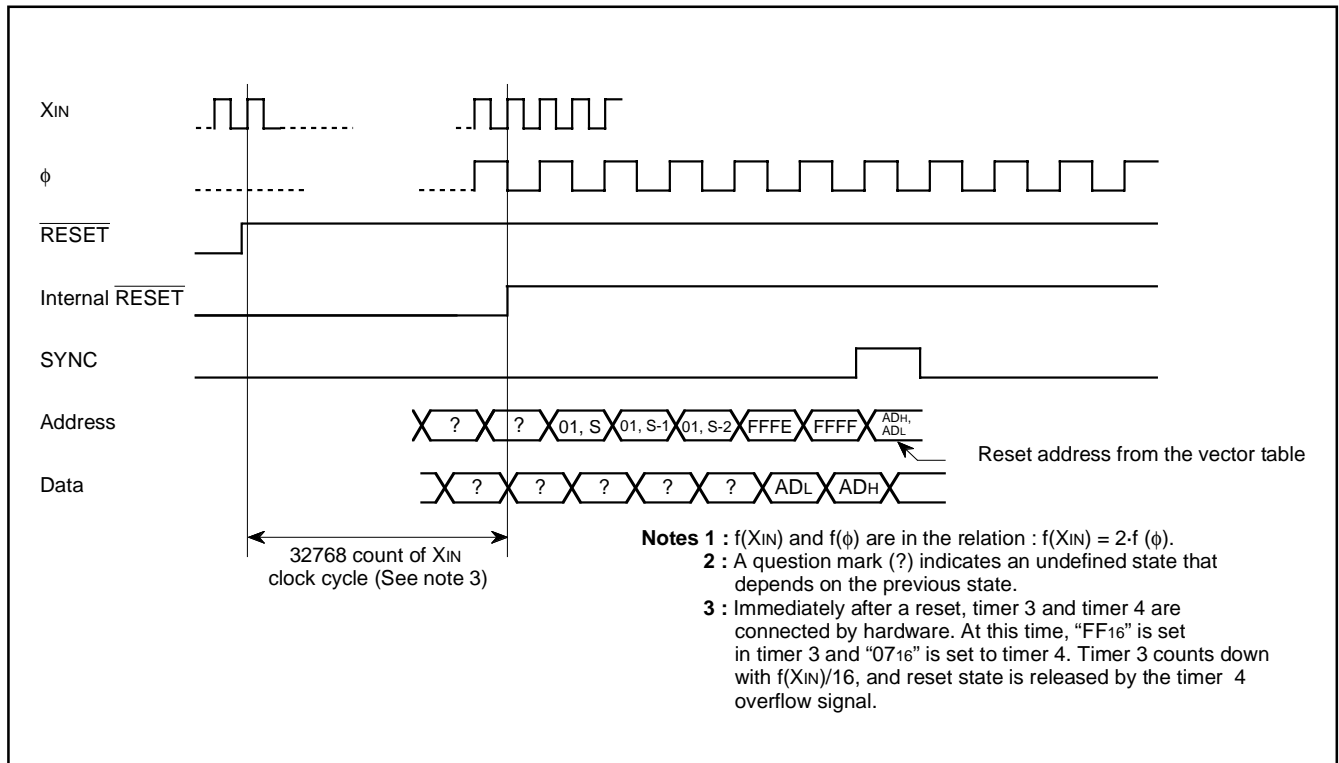 XIN
ϕ
RESET
Internal RESET
SYNC
Address
? ? 01, S 01, S-1 01, S-2 FFFE FFFF ADH,
ADL
Reset address from the vector table
Data
? ? ? ? ? ADL ADH
32768 count of XIN
clock cycle (See note 3)
Notes 1 : f(XIN) and f(ϕ) are in the relation : f(XIN) = 2·f (ϕ).
2 : A question mark (?) indicates an undefined state that
depends on the previous state.
3 : Immediately after a reset, timer 3 and timer 4 are
connected by hardware. At this time, “FF16” is set
in timer 3 and “0716” is set to timer 4. Timer 3 counts down
with f(XIN)/16, and reset state is released by the timer 4
overflow signal.